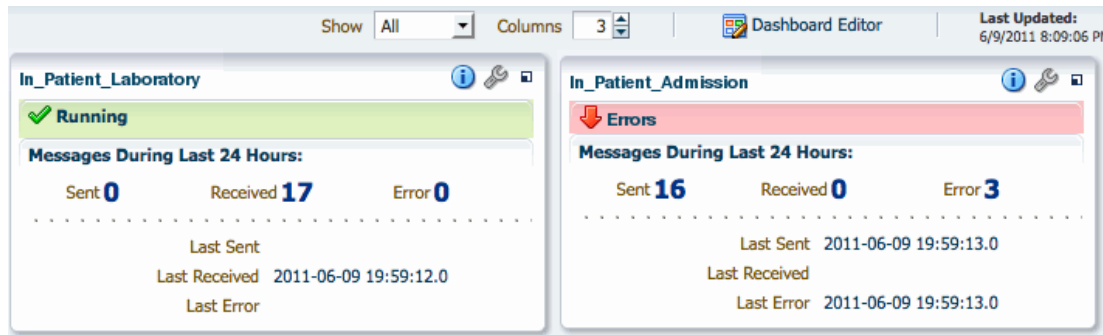 Show All Columns 3 Dashboard Editor Last Updated:
6/9/2011 8:09:06 PM
In_Patient_Laboratory
Running
Messages During Last 24 Hours:
Sent 0 Received 17 Error 0
Last Sent
Last Received 2011-06-09 19:59:12.0
Last Error
In_Patient_Admission
Errors
Messages During Last 24 Hours:
Sent 16 Received 0 Error 3
Last Sent 2011-06-09 19:59:13.0
Last Received
Last Error 2011-06-09 19:59:13.0